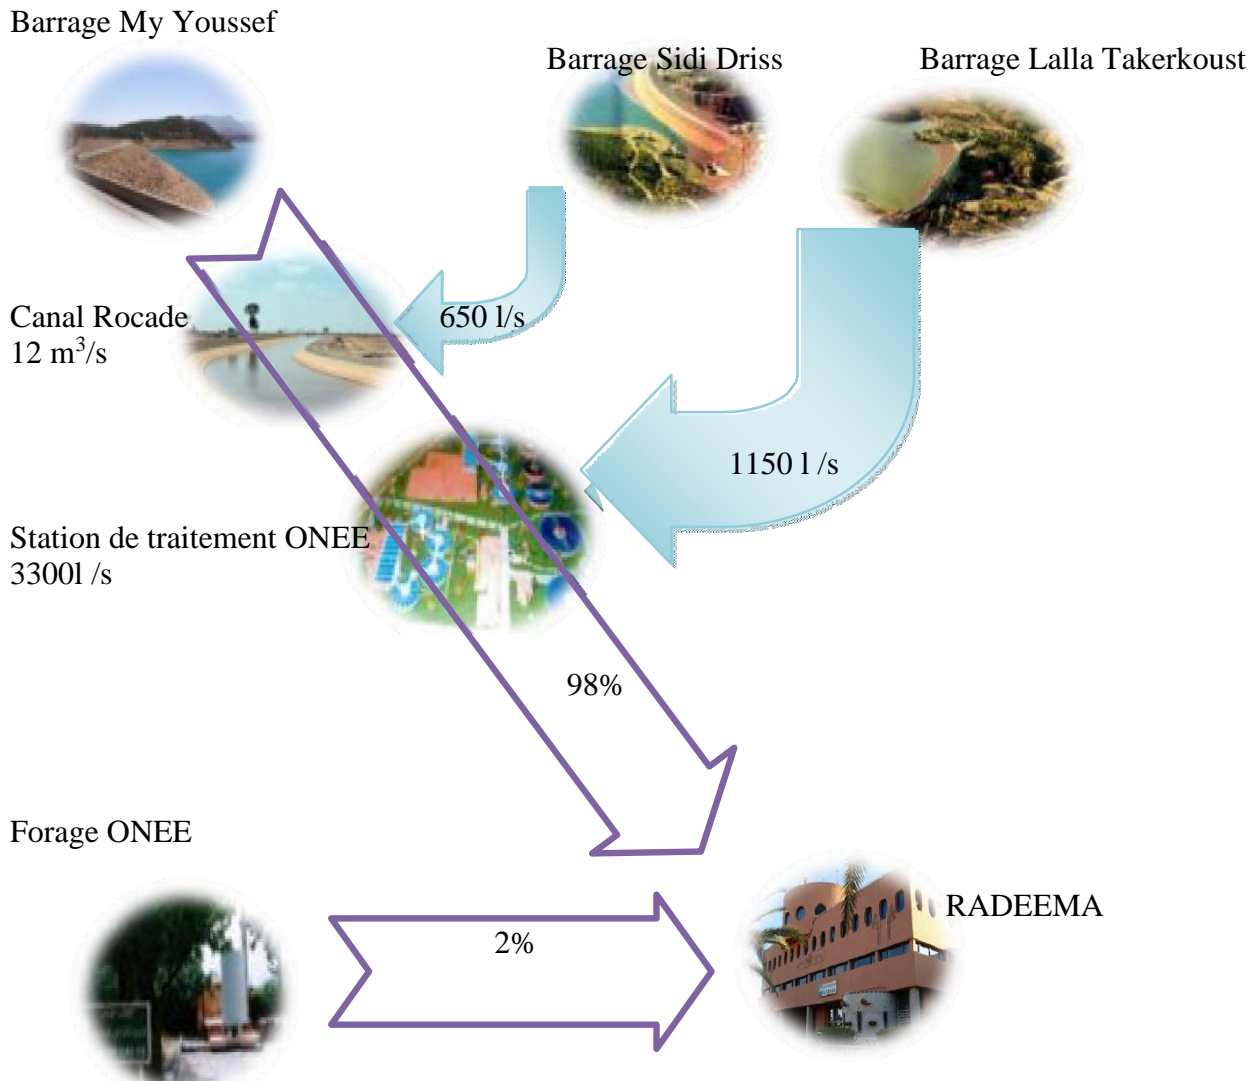 Barrage My Youssef
Barrage Sidi Driss
Barrage Lalla Takerkoust
Canal Rocade
12 m³/s
650 l/s
1150 l /s
Station de traitement ONEE
3300l /s
98%
Forage ONEE
2%
RADEEMA